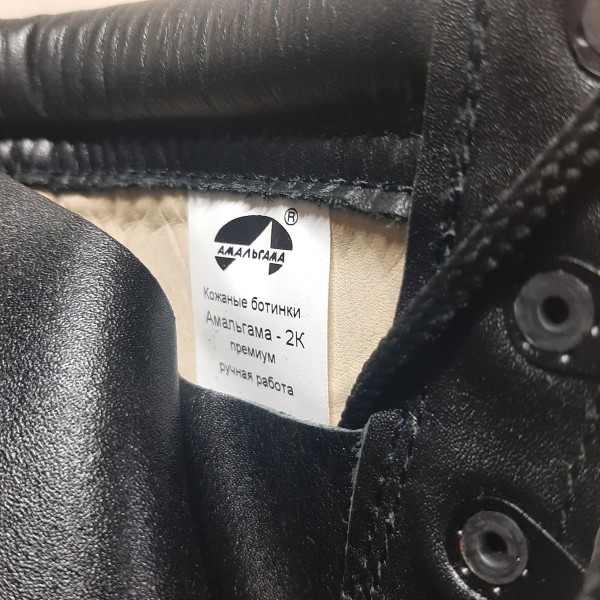 ®
АМАЛЬГАМА
Кожаные ботинки
Амальгама - 2К
премиум
ручная работа